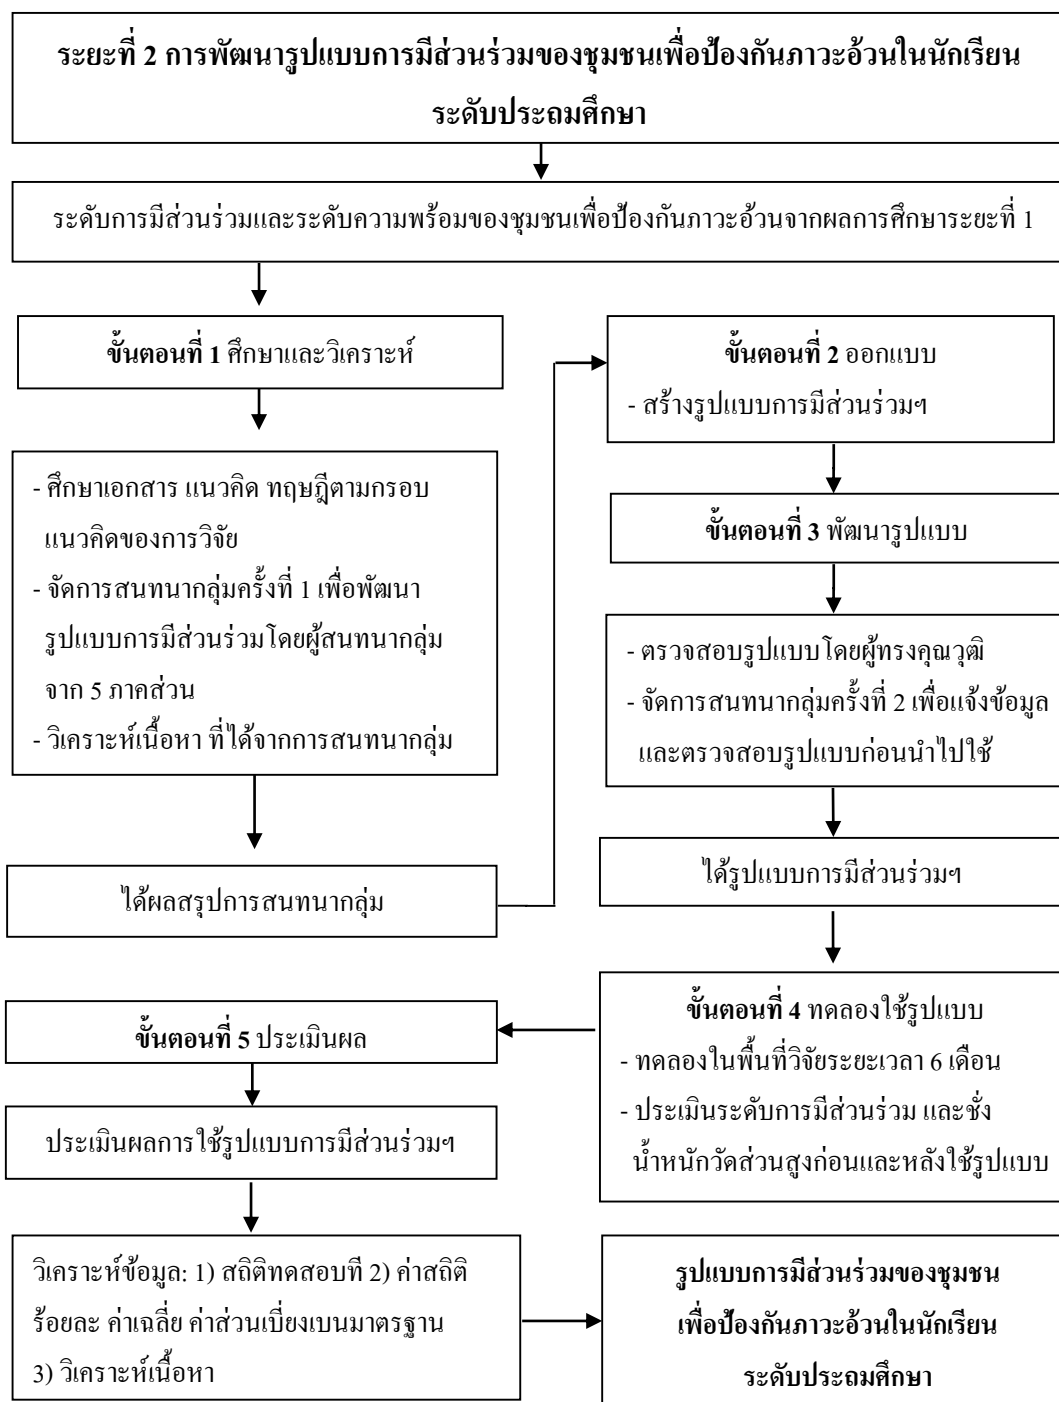 ระยะที่ 2 การพัฒนารูปแบบการมีส่วนร่วมของชุมชนเพื่อป้องกันภาวะอ้วนในนักเรียน
ระดับประถมศึกษา
ระดับการมีส่วนร่วมและระดับความพร้อมของชุมชนเพื่อป้องกันภาวะอ้วนจากผลการศึกษาระยะที่ 1
ขั้นตอนที่ 1 ศึกษาและวิเคราะห์
- ศึกษาเอกสาร แนวคิด ทฤษฎีตามกรอบ
แนวคิดของการวิจัย
- จัดการสนทนากลุ่มครั้งที่ 1 เพื่อพัฒนา
รูปแบบการมีส่วนร่วมโดยผู้สนทนากลุ่ม
จาก 5 ภาคส่วน
- วิเคราะห์เนื้อหา ที่ได้จากการสนทนากลุ่ม
ได้ผลสรุปการสนทนากลุ่ม
ขั้นตอนที่ 2 ออกแบบ
- สร้างรูปแบบการมีส่วนร่วมฯ
ขั้นตอนที่ 3 พัฒนารูปแบบ
- ตรวจสอบรูปแบบโดยผู้ทรงคุณวุฒิ
- จัดการสนทนากลุ่มครั้งที่ 2 เพื่อแจ้งข้อมูล
และตรวจสอบรูปแบบก่อนนำไปใช้
ได้รูปแบบการมีส่วนร่วมฯ
ขั้นตอนที่ 4 ทดลองใช้รูปแบบ
- ทดลองในพื้นที่วิจัยระยะเวลา 6 เดือน
- ประเมินระดับการมีส่วนร่วม และชั่ง
น้ำหนักวัดส่วนสูงก่อนและหลังใช้รูปแบบ
ขั้นตอนที่ 5 ประเมินผล
ประเมินผลการใช้รูปแบบการมีส่วนร่วมฯ
วิเคราะห์ข้อมูล: 1) สถิติทดสอบที 2) ค่าสถิติ
ร้อยละ ค่าเฉลี่ย ค่าส่วนเบี่ยงเบนมาตรฐาน
3) วิเคราะห์เนื้อหา
รูปแบบการมีส่วนร่วมของชุมชน
เพื่อป้องกันภาวะอ้วนในนักเรียน
ระดับประถมศึกษา